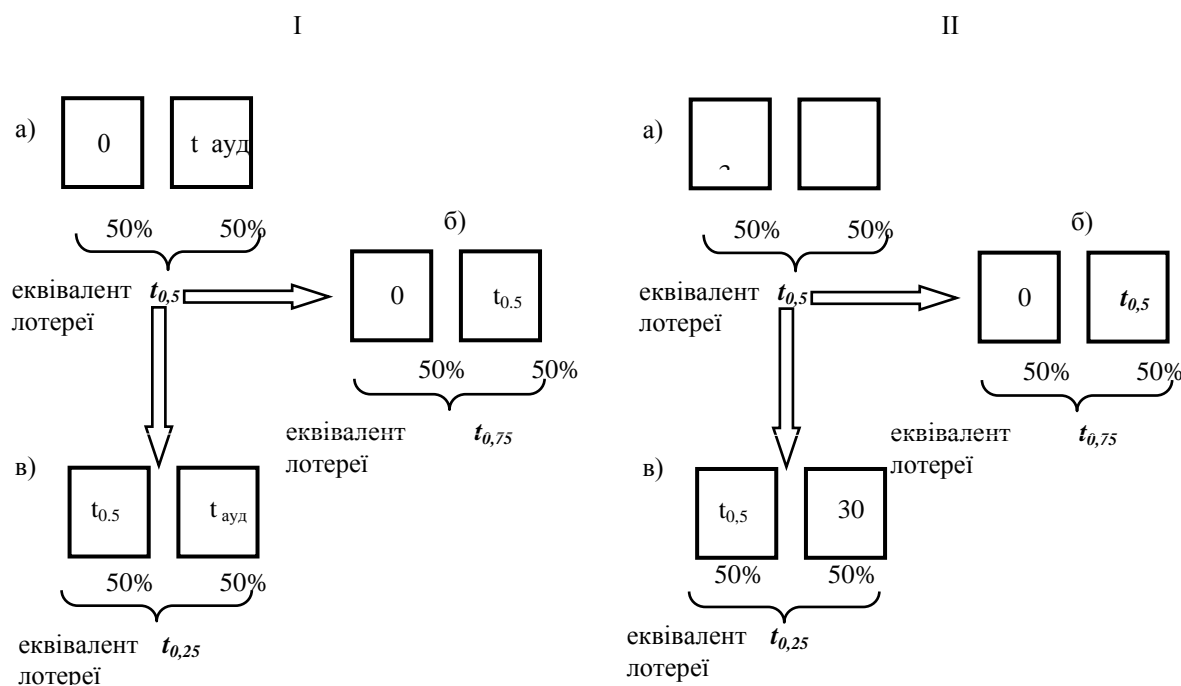 I
а)
0
t ауд
50%
50%
еквівалент
лотереї
t0,5
б)
0
t0.5
50%
50%
еквівалент
лотереї
t0,75
в)
t0.5
t ауд
50%
50%
еквівалент
лотереї
t0,25
II
а)
50%
50%
еквівалент
лотереї
t0,5
б)
0
t0,5
50%
50%
еквівалент
лотереї
t0,75
в)
t0,5
30
50%
50%
еквівалент
лотереї
t0,25